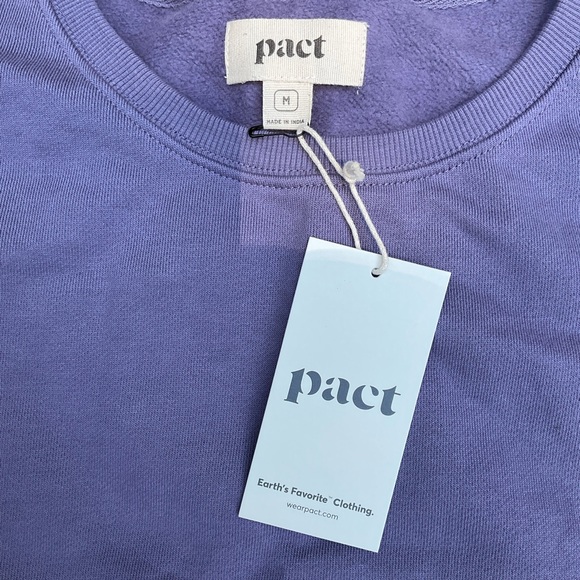 pact
M
MADE IN INDIA
pact
Earth's Favorite™ Clothing.
wearpact.com